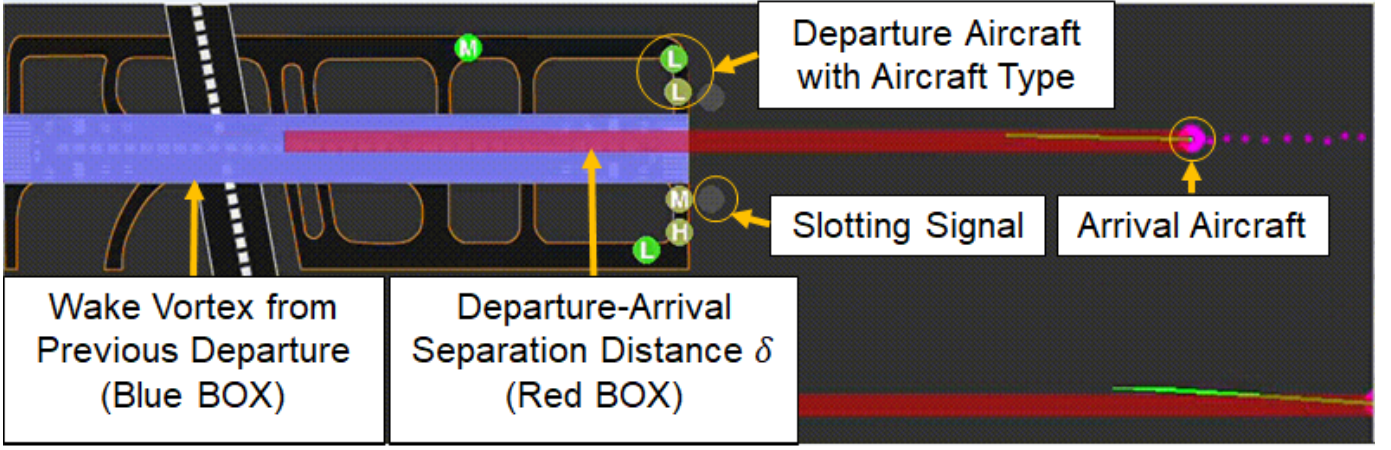 Departure Aircraft
with Aircraft Type
M
L
L
M
H
L
Slotting Signal
Arrival Aircraft
Wake Vortex from
Previous Departure
(Blue BOX)
Departure-Arrival
Separation Distance δ
(Red BOX)